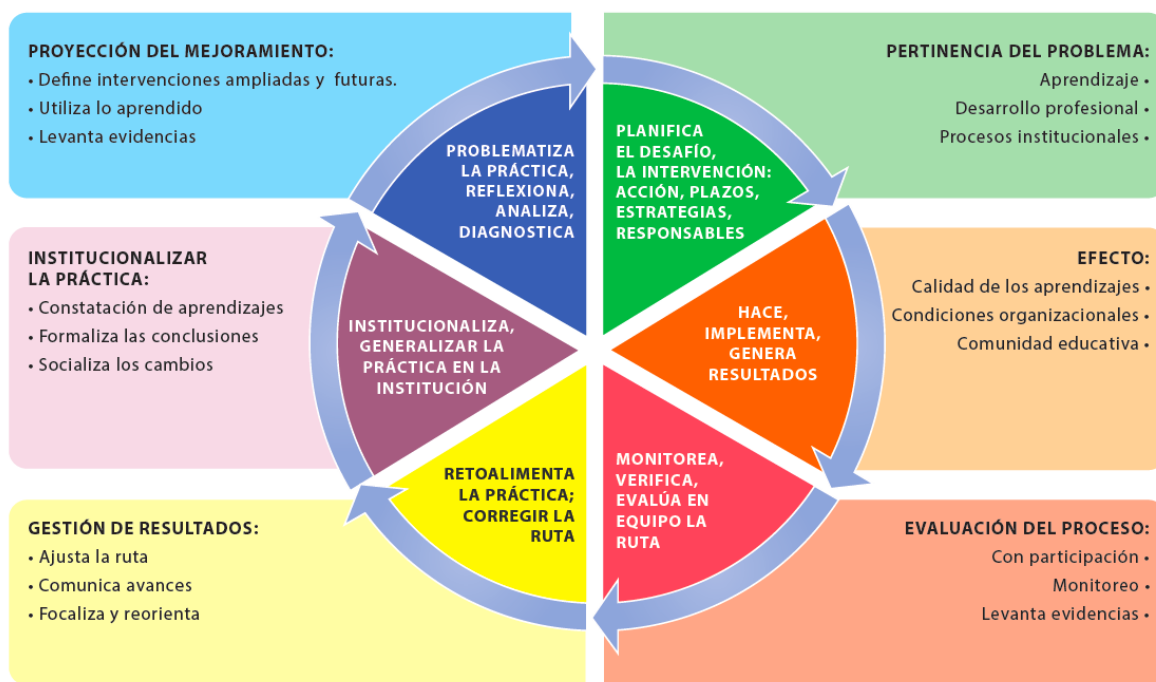 PROYECCIÓN DEL MEJORAMIENTO:
• Define intervenciones ampliadas y futuras.
• Utiliza lo aprendido
• Levanta evidencias
PROBLEMATIZA
LA PRÁCTICA,
REFLEXIONA,
ANALIZA,
DIAGNOSTICA
PLANIFICA
EL DESAFÍO,
LA INTERVENCIÓN:
ACCIÓN, PLAZOS,
ESTRATEGIAS,
RESPONSABLES
PERTINENCIA DEL PROBLEMA:
Aprendizaje •
Desarrollo profesional •
Procesos institucionales •
INSTITUCIONALIZAR
LA PRÁCTICA:
• Constatación de aprendizajes
• Formaliza las conclusiones
• Socializa los cambios
INSTITUCIONALIZA,
GENERALIZAR LA
PRÁCTICA EN LA
INSTITUCIÓN
HACE,
IMPLEMENTA,
GENERA
RESULTADOS
EFECTO:
Calidad de los aprendizajes •
Condiciones organizacionales •
Comunidad educativa •
GESTIÓN DE RESULTADOS:
• Ajusta la ruta
• Comunica avances
• Focaliza y reorienta
RETOALIMENTA
LA PRÁCTICA;
CORREGIR LA
RUTA
MONITOREA,
VERIFICA,
EVALÚA EN
EQUIPO LA
RUTA
EVALUACIÓN DEL PROCESO:
Con participación •
Monitoreo •
Levanta evidencias •